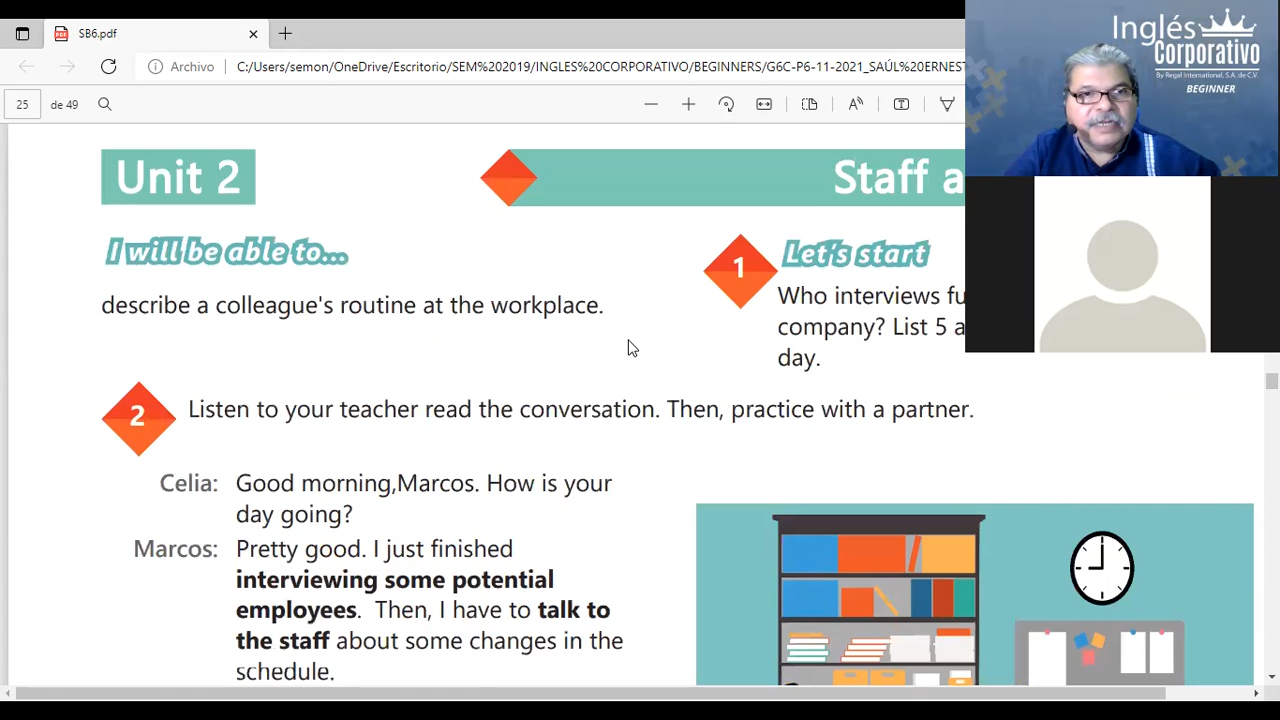 SB6.pdf
Archivo
C:/Users/semon/OneDrive/Escritorio/SEM%202019/INGLES%20CORPORATIVO/BEGINNERS/G6C-P6-11-2021_SAÚL%20ERNEST
25 de 49
Inglés
Corporativo
By Regal International, S.A. de C.V.
BEGINNER
Unit 2
Staff a
I will be able to...
describe a colleague's routine at the workplace.
1
Let's start
Who interviews fu
company? List 5 a
day.
2
Listen to your teacher read the conversation. Then, practice with a partner.
Celia: Good morning,Marcos. How is your
day going?
Marcos: Pretty good. I just finished
interviewing some potential
employees. Then, I have to talk to
the staff about some changes in the
schedule.